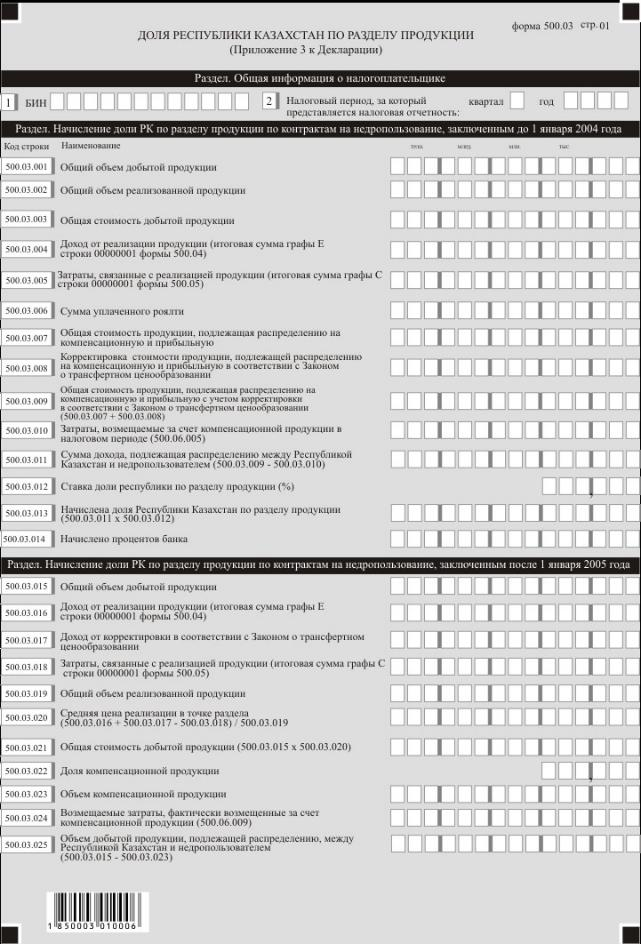 форма 500.03 стр. 01
ДОЛЯ РЕСПУБЛИКИ КАЗАХСТАН ПО РАЗДЕЛУ ПРОДУКЦИИ
(Приложение 3 к Декларации)
Раздел. Общая информация о налогоплательщике
1 БИН 2 Налоговый период, за который квартал год
представляется налоговая отчетность:
Раздел. Начисление доли РК по разделу продукции по контрактам на недропользование, заключенным до 1 января 2004 года
Код строки Наименование трлн. млрд. млн. тыс.
500.03.001 Общий объем добытой продукции
500.03.002 Общий объем реализованной продукции
500.03.003 Общая стоимость добытой продукции
500.03.004 Доход от реализации продукции (итоговая сумма графы Е
строки 00000001 формы 500.04)
500.03.005 Затраты, связанные с реализацией продукции (итоговая сумма графы С
строки 00000001 формы 500.05)
500.03.006 Сумма уплаченного роялти
500.03.007 Общая стоимость продукции, подлежащая распределению на
компенсационную и прибыльную
500.03.008 Корректировка стоимости продукции, подлежащей распределению
на компенсационную и прибыльную в соответствии с Законом
о трансфертном ценообразовании
500.03.009 Общая стоимость продукции, подлежащая распределению на
компенсационную и прибыльную с учетом корректировки
в соответствии с Законом о трансфертном ценообразовании
(500.03.007 + 500.03.008)
500.03.010 Затраты, возмещаемые за счет компенсационной продукции в
налоговом периоде (500.06.005)
500.03.011 Сумма дохода, подлежащая распределению между Республикой
Казахстан и недропользователем (500.03.009 - 500.03.010)
500.03.012 Ставка доли республики по разделу продукции (%) ,
500.03.013 Начислена доля Республики Казахстан по разделу продукции
(500.03.011 х 500.03.012)
500.03.014 Начислено процентов банка
Раздел. Начисление доли РК по разделу продукции по контрактам на недропользование, заключенным после 1 января 2005 года
500.03.015 Общий объем добытой продукции
500.03.016 Доход от реализации продукции (итоговая сумма графы Е
строки 00000001 формы 500.04)
500.03.017 Доход от корректировки в соответствии с Законом о трансфертном
ценообразовании
500.03.018 Затраты, связанные с реализацией продукции (итоговая сумма графы С
строки 00000001 формы 500.05)
500.03.019 Общий объем реализованной продукции
500.03.020 Средняя цена реализации в точке раздела
(500.03.016 + 500.03.017 - 500.03.018) / 500.03.019
500.03.021 Общая стоимость добытой продукции (500.03.015 х 500.03.020)
500.03.022 Доля компенсационной продукции ,
500.03.023 Объем компенсационной продукции
500.03.024 Возмещаемые затраты, фактически возмещенные за счет
компенсационной продукции (500.06.009)
500.03.025 Объем добытой продукции, подлежащей распределению, между
Республикой Казахстан и недропользователем
(500.03.015 - 500.03.023)
1 850003 010006